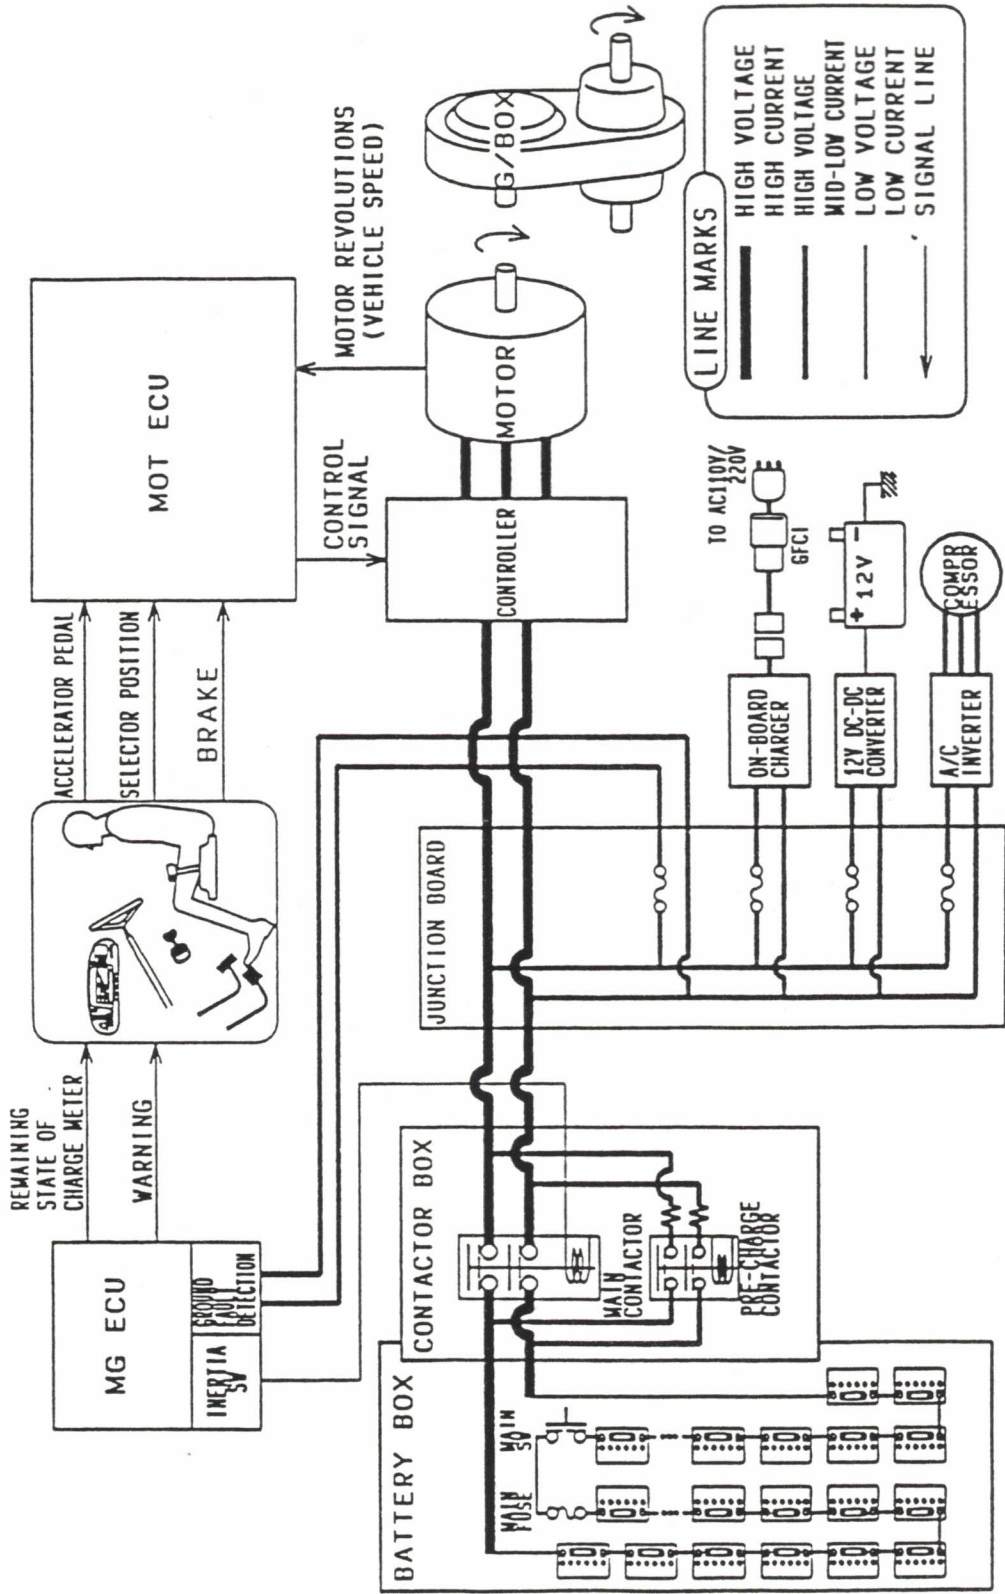 REMAINING
STATE OF
CHARGE METER
WARNING
ACCELERATOR PEDAL
SELECTOR POSITION
BRAKE
MG ECU
INERTIA
SW
GROUND
FAULT
DETECTION
MOT ECU
CONTROL
SIGNAL
MOTOR REVOLUTIONS
(VEHICLE SPEED)
BATTERY BOX
MAIN
FUSE
MAIN
SW
CONTACTOR BOX
MAIN
CONTACTOR
PRE-CHARGE
CONTACTOR
JUNCTION BOARD
CONTROLLER
MOTOR
G/BOX
ON-BOARD
CHARGER
TO AC110V/
220V
GFCI
12V DC-DC
CONVERTER
+ 12V -
A/C
INVERTER
COMPR
ESSOR
LINE MARKS
HIGH VOLTAGE
HIGH CURRENT
HIGH VOLTAGE
MID-LOW CURRENT
LOW VOLTAGE
LOW CURRENT
SIGNAL LINE